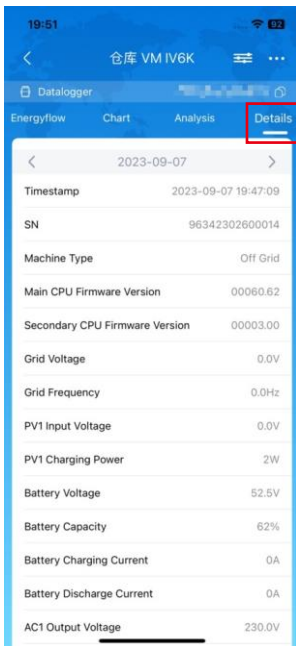 19:51
92
仓库 VM IV6K
Datalogger
Energyflow Chart Analysis Details
2023-09-07
Timestamp 2023-09-07 19:47:09
SN 96342302600014
Machine Type Off Grid
Main CPU Firmware Version 00060.62
Secondary CPU Firmware Version 00003.00
Grid Voltage 0.0V
Grid Frequency 0.0Hz
PV1 Input Voltage 0.0V
PV1 Charging Power 2W
Battery Voltage 52.5V
Battery Capacity 62%
Battery Charging Current 0A
Battery Discharge Current 0A
AC1 Output Voltage 230.0V